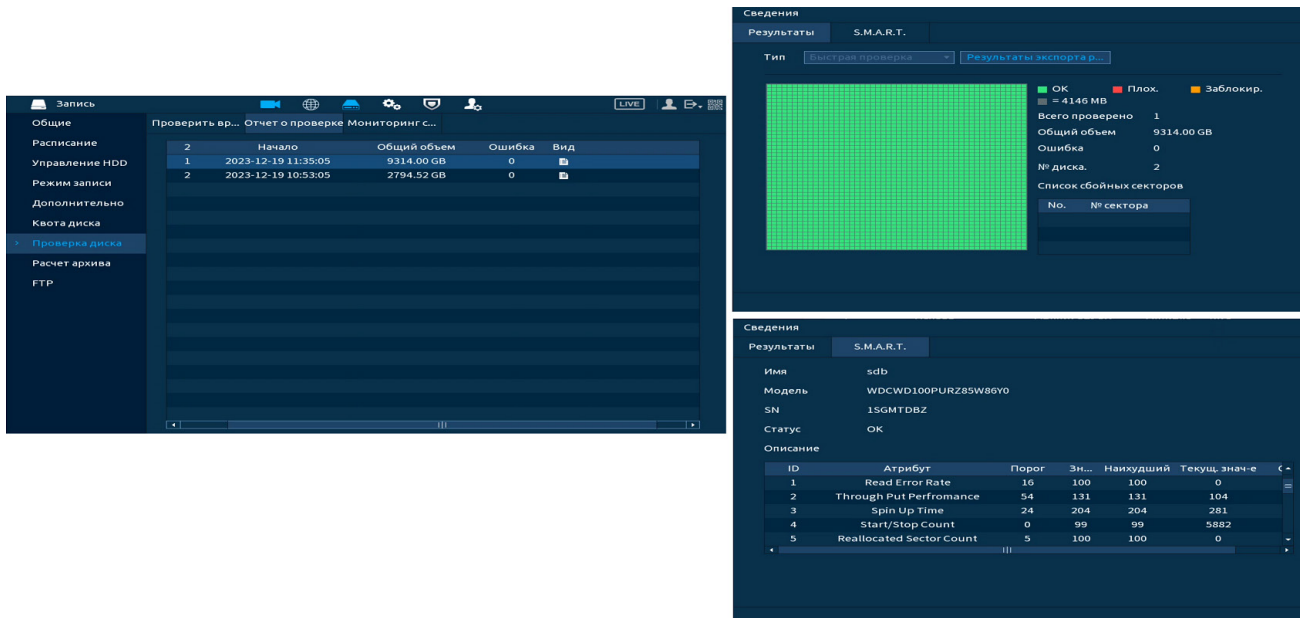 Запись
LIVE
Общие
Расписание
Управление HDD
Режим записи
Дополнительно
Квота диска
Проверка диска
Расчет архива
FTP
Проверить вр... Отчет о проверке Мониторинг с...
2 Начало Общий объем Ошибка Вид
1 2023-12-19 11:35:05 9314.00 GB 0
2 2023-12-19 10:53:05 2794.52 GB 0
Сведения
Результаты S.M.A.R.T.
Тип Быстрая проверка Результаты экспорта р...
OK Плох. Заблокир.
= 4146 MB
Всего проверено 1
Общий объем 9314.00 GB
Ошибка 0
№ диска. 2
Список сбойных секторов
No. № сектора
Сведения
Результаты S.M.A.R.T.
Имя sdb
Модель WDCWD100PURZ85W86Y0
SN 1SGMTDBZ
Статус OK
Описание
ID Атрибут Порог Зн... Наихудший Текущ. знач-е
1 Read Error Rate 16 100 100 0
2 Through Put Perfromance 54 131 131 104
3 Spin Up Time 24 204 204 281
4 Start/Stop Count 0 99 99 5882
5 Reallocated Sector Count 5 100 100 0